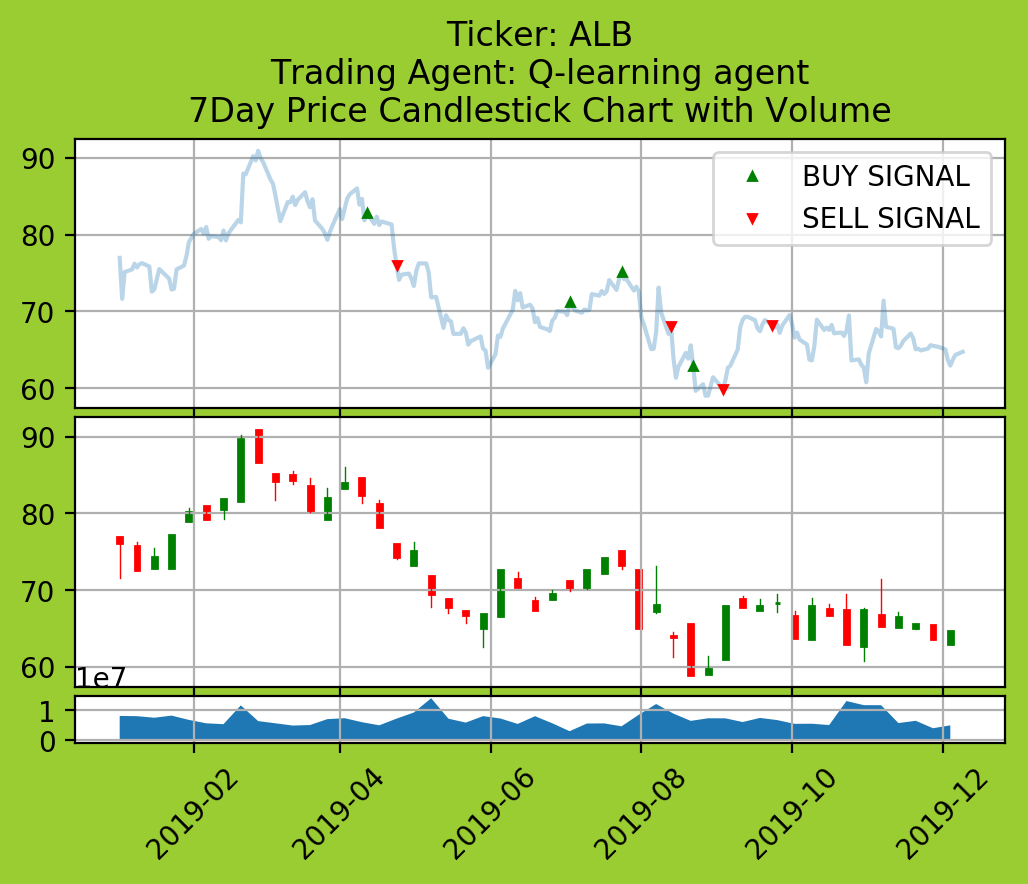 Ticker: ALB
Trading Agent: Q-learning agent
7Day Price Candlestick Chart with Volume
90
80
70
60
BUY SIGNAL
SELL SIGNAL
90
80
70
60
1e7
1
0
2019-02
2019-04
2019-06
2019-08
2019-10
2019-12